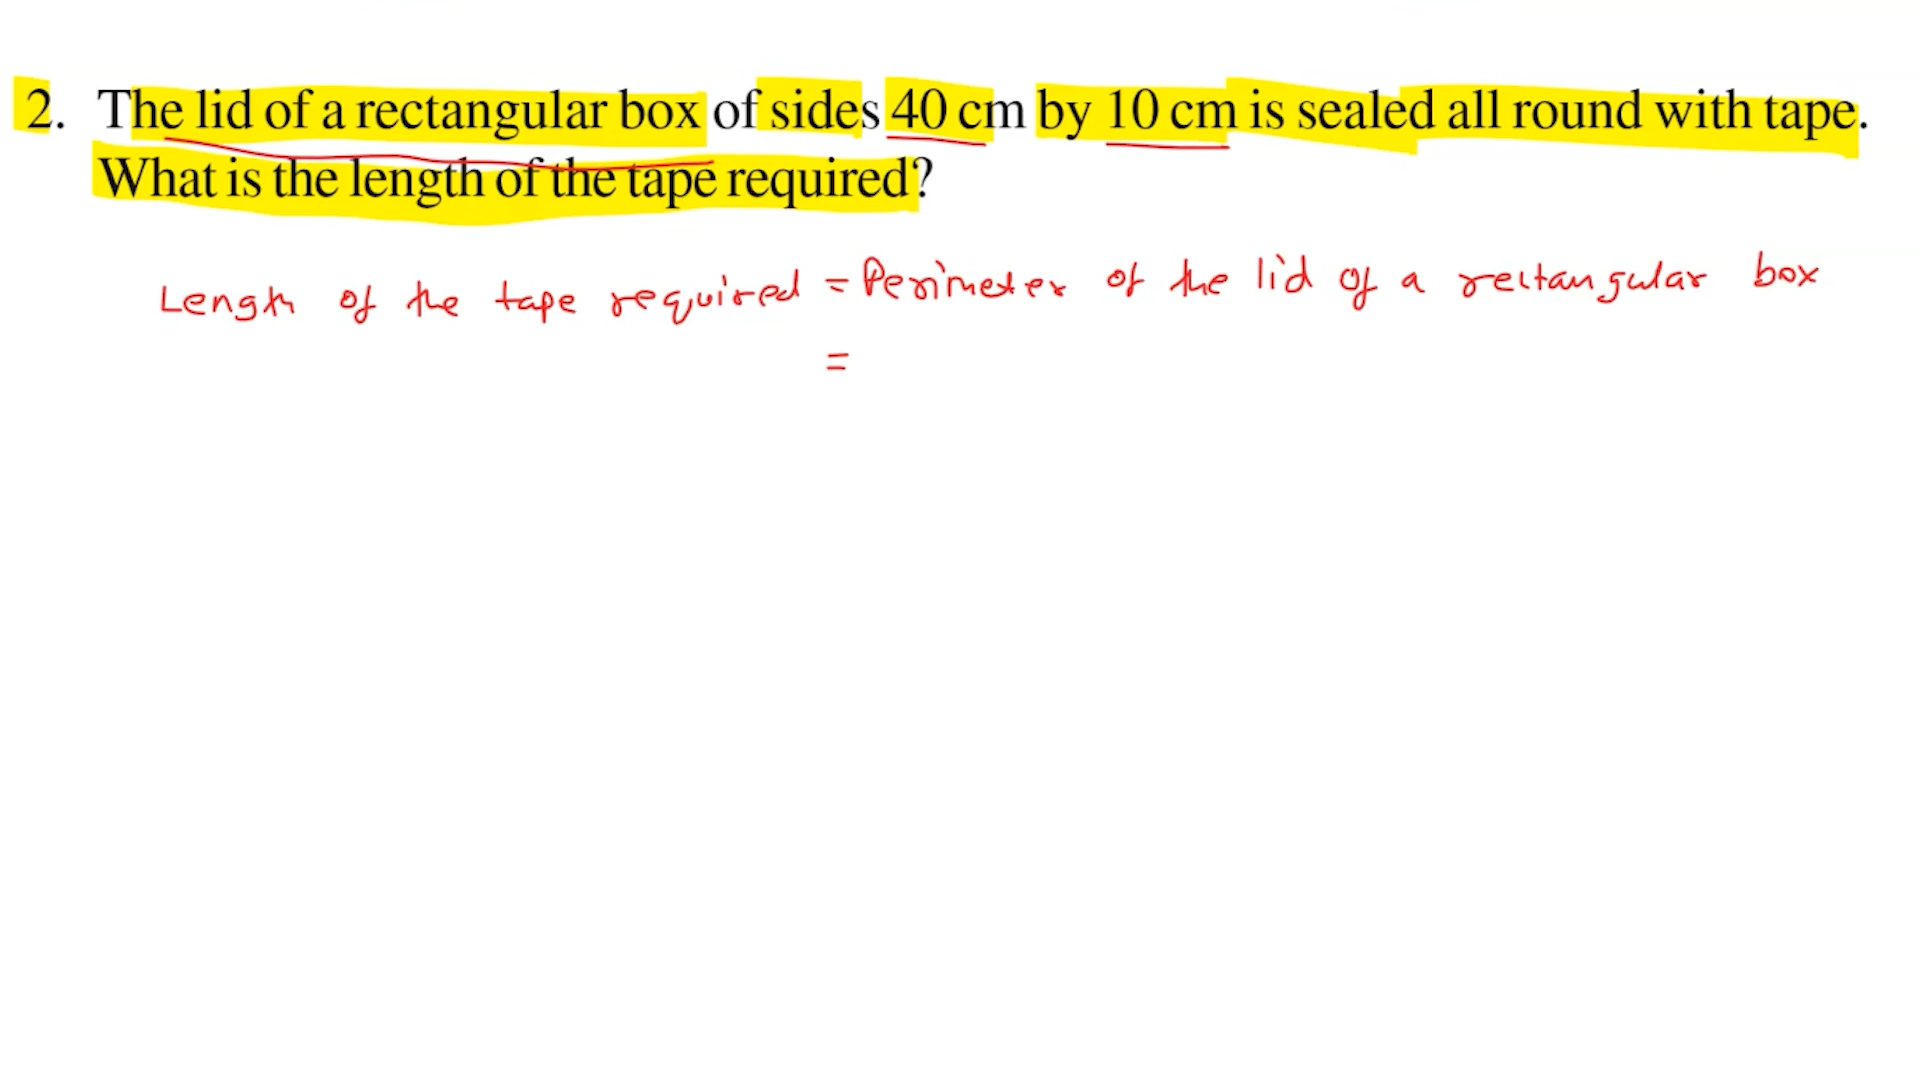 2. The lid of a rectangular box of sides 40 cm by 10 cm is sealed all round with tape.
What is the length of the tape required?
Length of the tape required = Perimeter of the lid of a rectangular box
=